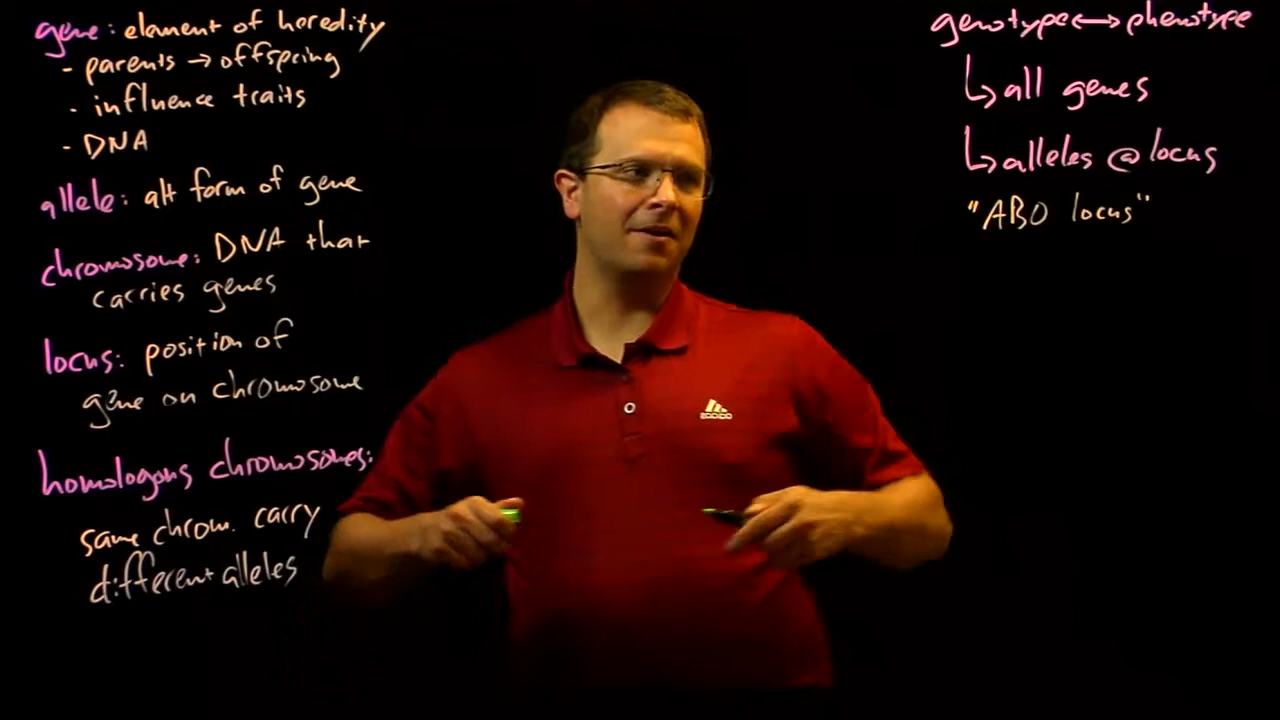 gene: element of heredity
- parents → offspring
- influence traits
- DNA
allele: alt form of gene
chromosome: DNA that
carries genes
locus: position of
gene on chromosome
homologous chromosomes:
same chrom. carry
different alleles
genotype ↔ phenotype
↳ all genes
↳ alleles @ locus
"ABO locus"
adidas